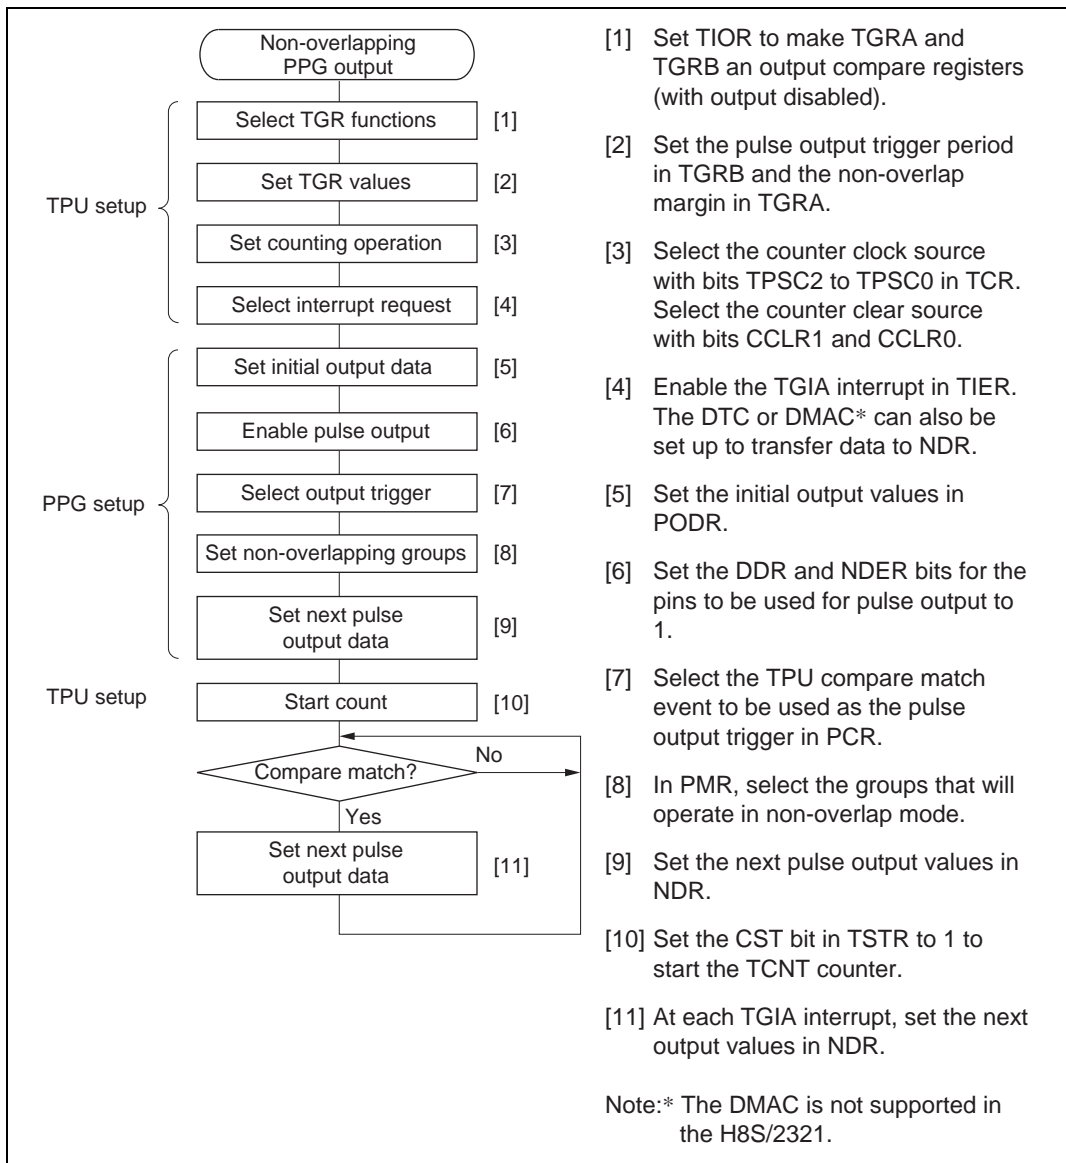 Non-overlapping
PPG output
Select TGR functions [1]
Set TGR values [2]
TPU setup
Set counting operation [3]
Select interrupt request [4]
Set initial output data [5]
Enable pulse output [6]
Select output trigger [7]
PPG setup
Set non-overlapping groups [8]
Set next pulse
output data
[9]
TPU setup
Start count [10]
Compare match?
No
Yes
Set next pulse
output data
[11]
[1] Set TIOR to make TGRA and
TGRB an output compare registers
(with output disabled).
[2] Set the pulse output trigger period
in TGRB and the non-overlap
margin in TGRA.
[3] Select the counter clock source
with bits TPSC2 to TPSC0 in TCR.
Select the counter clear source
with bits CCLR1 and CCLR0.
[4] Enable the TGIA interrupt in TIER.
The DTC or DMAC* can also be
set up to transfer data to NDR.
[5] Set the initial output values in
PODR.
[6] Set the DDR and NDER bits for the
pins to be used for pulse output to
1.
[7] Select the TPU compare match
event to be used as the pulse
output trigger in PCR.
[8] In PMR, select the groups that will
operate in non-overlap mode.
[9] Set the next pulse output values in
NDR.
[10] Set the CST bit in TSTR to 1 to
start the TCNT counter.
[11] At each TGIA interrupt, set the next
output values in NDR.
Note:* The DMAC is not supported in
the H8S/2321.